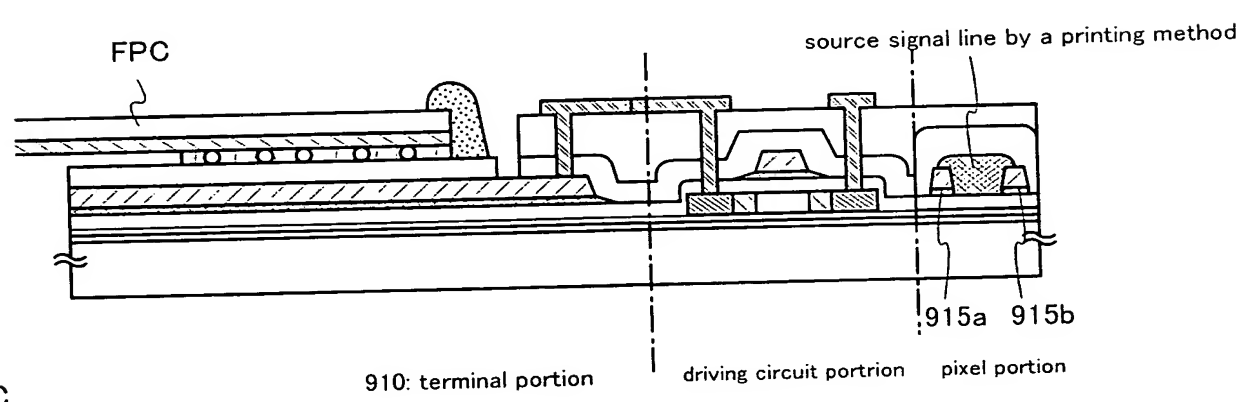 source signal line by a printing method
FPC
915a 915b
910: terminal portion
driving circuit portrion
pixel portion
C